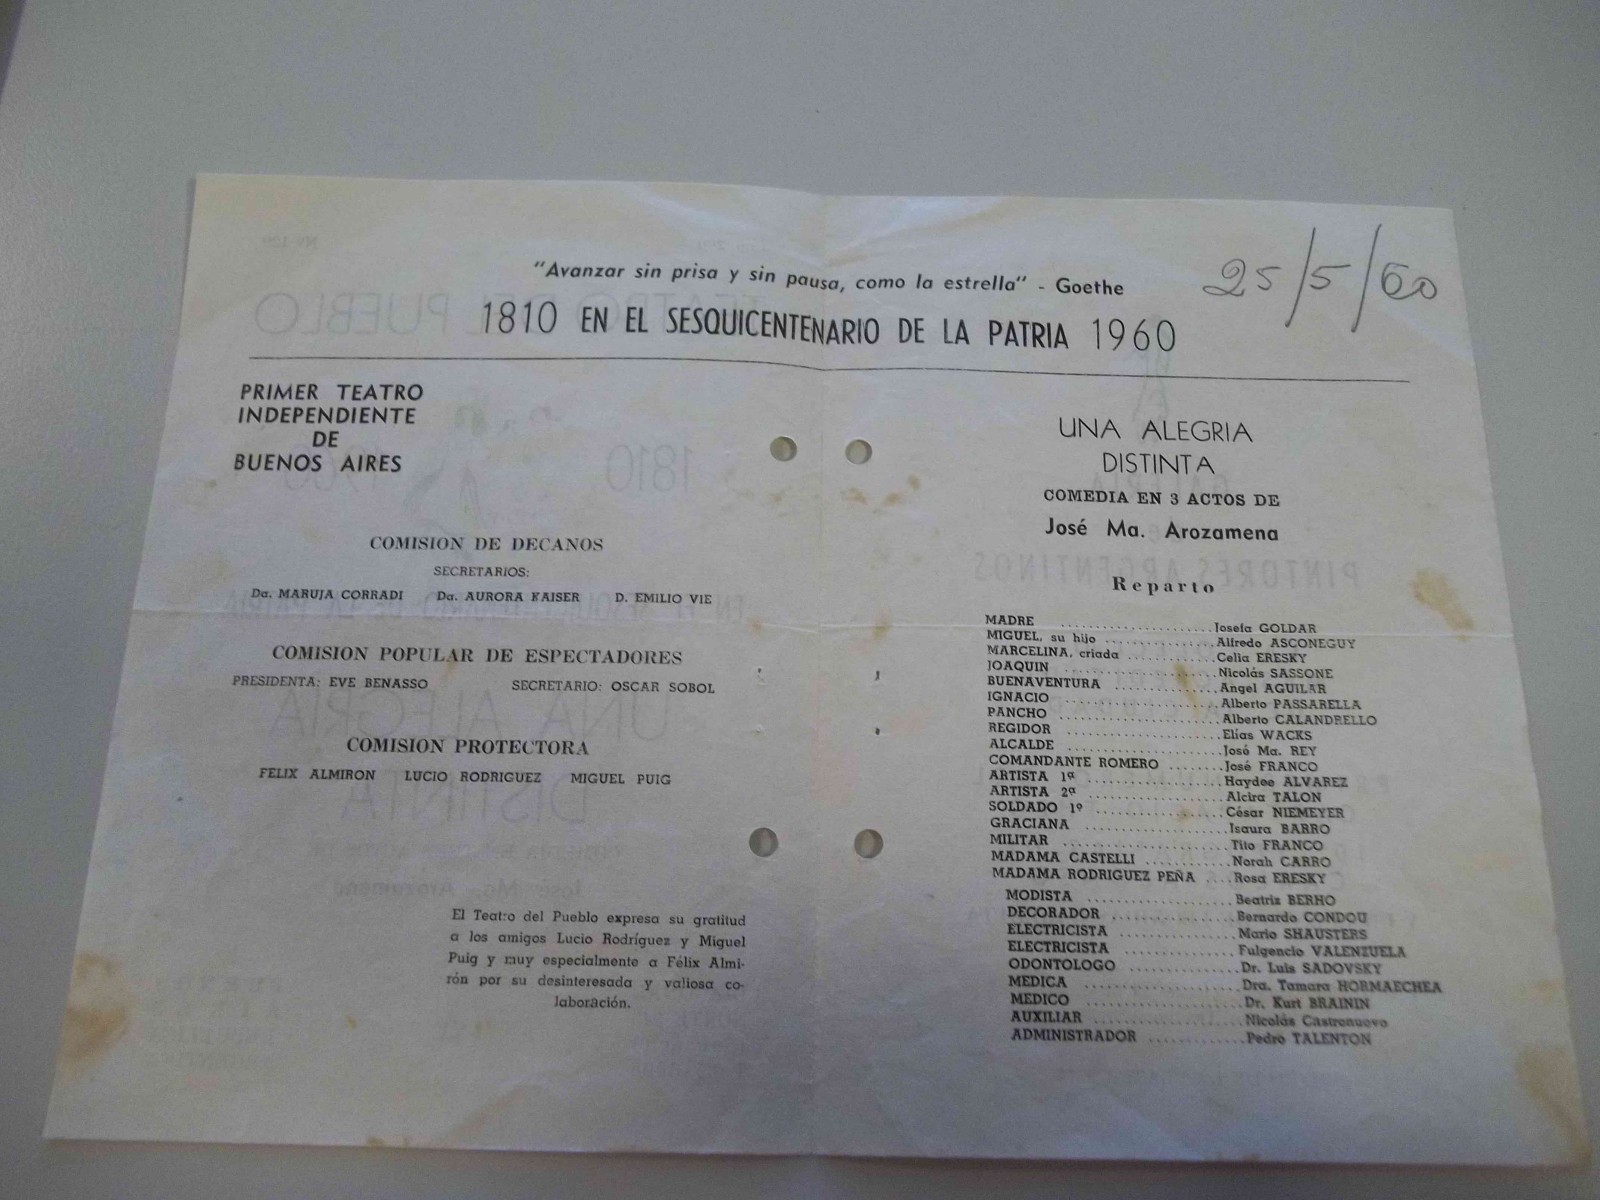 "Avanzar sin prisa y sin pausa, como la estrella" - Goethe
25/5/60
1810 EN EL SESQUICENTENARIO DE LA PATRIA 1960
PRIMER TEATRO
INDEPENDIENTE
DE
BUENOS AIRES
COMISION DE DECANOS
SECRETARIOS:
Da. MARUJA CORRADI Da. AURORA KAISER D. EMILIO VIE
COMISION POPULAR DE ESPECTADORES
PRESIDENTA: EVE BENASSO SECRETARIO: OSCAR SOBOL
COMISION PROTECTORA
FELIX ALMIRON LUCIO RODRIGUEZ MIGUEL PUIG
El Teatro del Pueblo expresa su gratitud
a los amigos Lucio Rodríguez y Miguel
Puig y muy especialmente a Félix Almi-
rón por su desinteresada y valiosa co-
laboración.
UNA ALEGRIA
DISTINTA
COMEDIA EN 3 ACTOS DE
José Ma. Arozamena
Reparto
MADRE ..................... Josefa GOLDAR
MIGUEL, su hijo ............... Alfredo ASCONEGUY
MARCELINA, criada ............ Celia ERESKY
JOAQUIN ..................... Nicolás SASSONE
BUENAVENTURA .............. Angel AGUILAR
IGNACIO ..................... Alberto PASSARELLA
PANCHO ..................... Alberto CALANDRELLO
REGIDOR ..................... Elías WACKS
ALCALDE ..................... José Ma. REY
COMANDANTE ROMERO ........ José FRANCO
ARTISTA 1ª ................... Haydee ALVAREZ
ARTISTA 2ª ................... Alcira TALON
SOLDADO 1º ................... Césár NIEMEYER
GRACIANA .................... Isaura BARRO
MILITAR ....................... Tito FRANCO
MADAMA CASTELLI ............ Norah CARRO
MADAMA RODRIGUEZ PEÑA .... Rosa ERESKY
MODISTA ..................... Beatriz BERHO
DECORADOR .................. Bernardo CONDOU
ELECTRICISTA ................. Mario SHAUSTERS
ELECTRICISTA ................. Fulgencio VALENZUELA
ODONTOLOGO ................ Dr. Luis SADOVSKY
MEDICA ...................... Dra. Tamara HORMAECHEA
MEDICO ...................... Dr. Kurt BRAININ
AUXILIAR ..................... Nicolás Castronuovo
ADMINISTRADOR ............. Pedro TALENTON